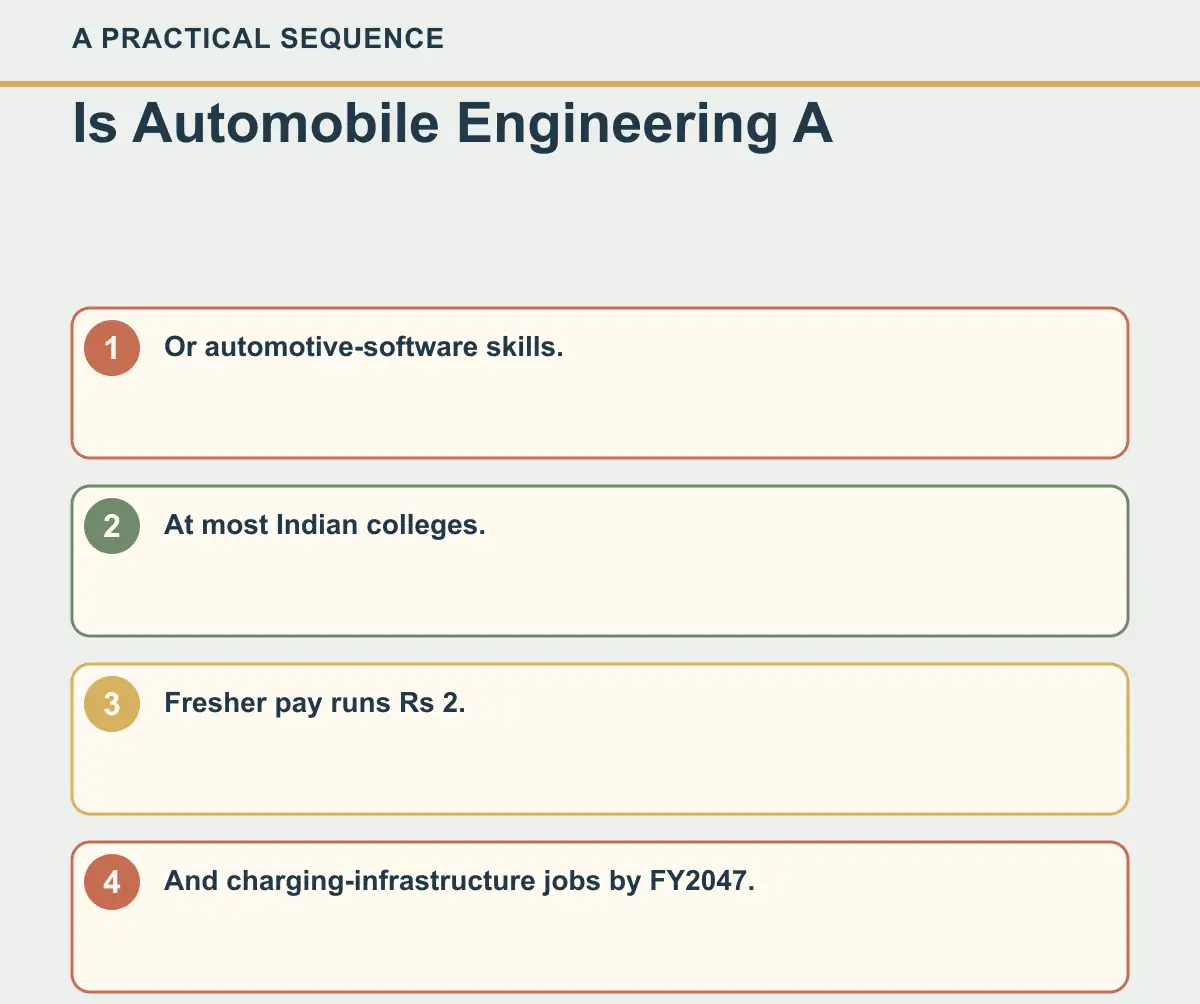 A PRACTICAL SEQUENCE
Is Automobile Engineering A
1
Or automotive-software skills.
2
At most Indian colleges.
3
Fresher pay runs Rs 2.
4
And charging-infrastructure jobs by FY2047.